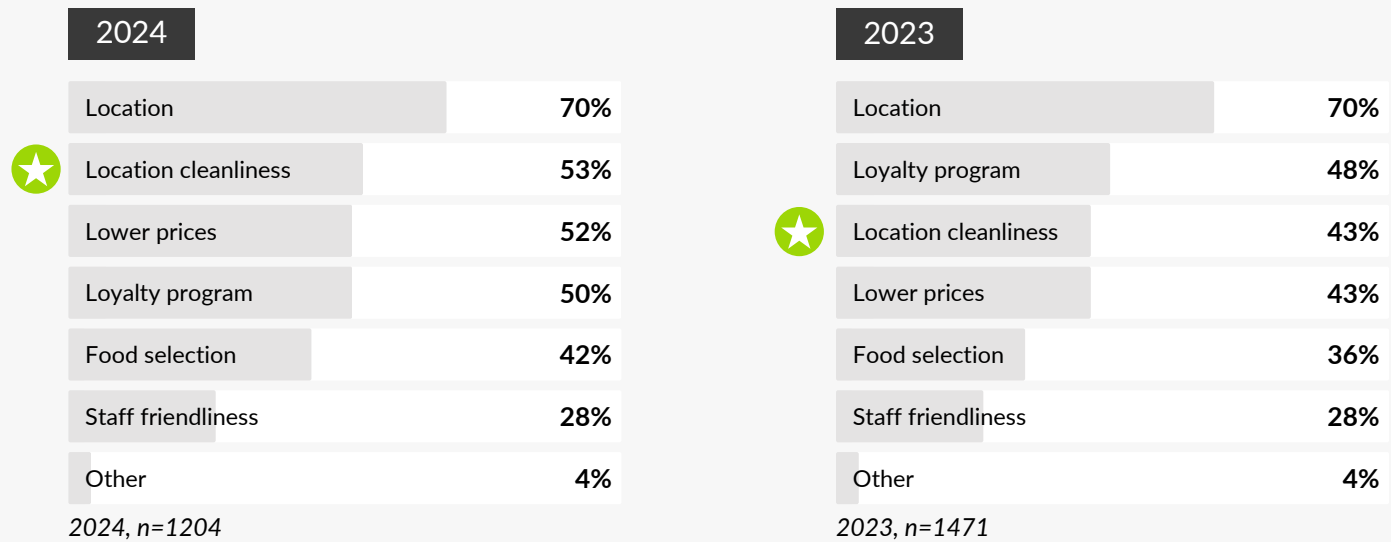 2024
Location 70%
Location cleanliness 53%
Lower prices 52%
Loyalty program 50%
Food selection 42%
Staff friendliness 28%
Other 4%
2024, n=1204
2023
Location 70%
Loyalty program 48%
Location cleanliness 43%
Lower prices 43%
Food selection 36%
Staff friendliness 28%
Other 4%
2023, n=1471